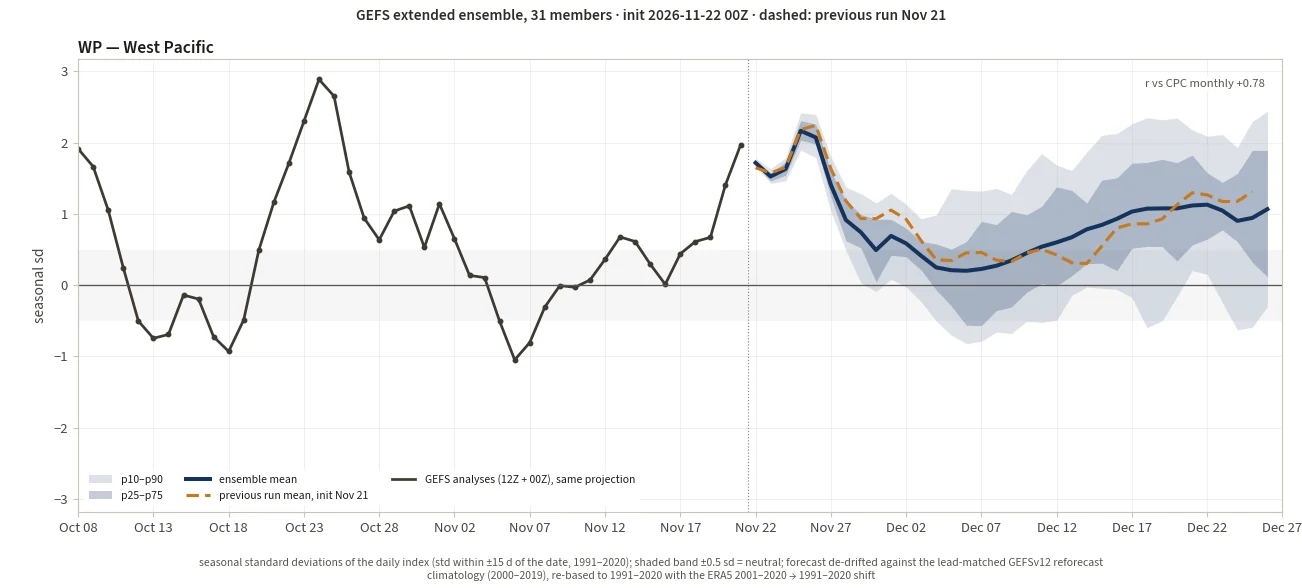 GEFS extended ensemble, 31 members · init 2026-11-22 00Z · dashed: previous run Nov 21
WP — West Pacific
r vs CPC monthly +0.78
seasonal sd
3
2
1
0
−1
−2
−3
p10–p90
ensemble mean
GEFS analyses (12Z + 00Z), same projection
p25–p75
previous run mean, init Nov 21
Oct 08 Oct 13 Oct 18 Oct 23 Oct 28 Nov 02 Nov 07 Nov 12 Nov 17 Nov 22 Nov 27 Dec 02 Dec 07 Dec 12 Dec 17 Dec 22 Dec 27
seasonal standard deviations of the daily index (std within ±15 d of the date, 1991–2020); shaded band ±0.5 sd = neutral; forecast de-drifted against the lead-matched GEFSv12 reforecast
climatology (2000–2019), re-based to 1991–2020 with the ERA5 2001–2020 → 1991–2020 shift